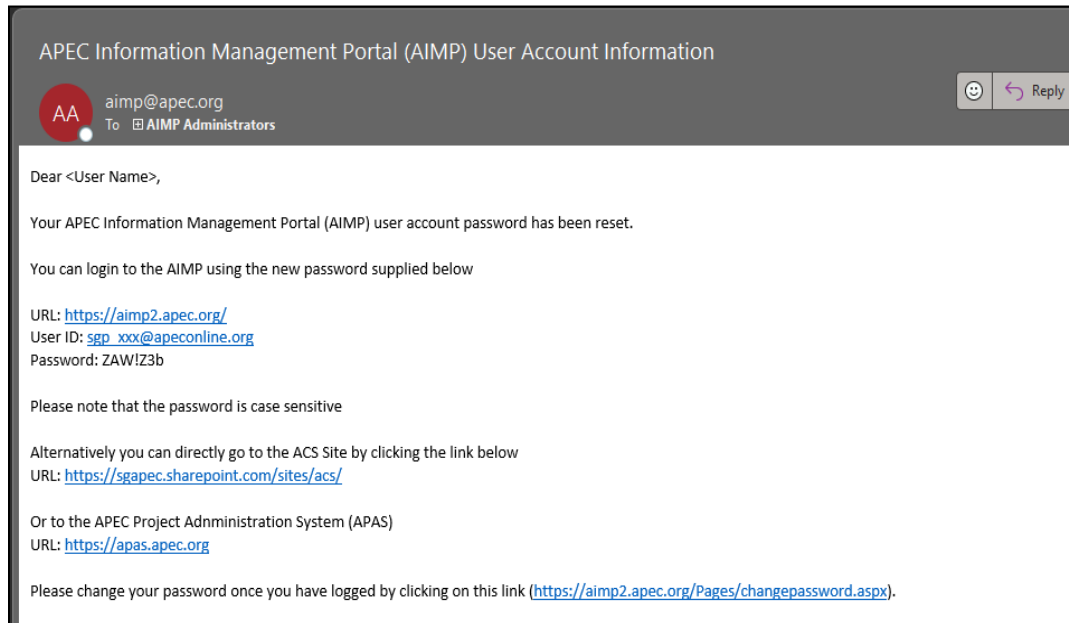 APEC Information Management Portal (AIMP) User Account Information
AA
aimp@apec.org
Reply
To AIMP Administrators
Dear <User Name>,
Your APEC Information Management Portal (AIMP) user account password has been reset.
You can login to the AIMP using the new password supplied below
URL: https://aimp2.apec.org/
User ID: sgp_xxx@apeconline.org
Password: ZAW!Z3b
Please note that the password is case sensitive
Alternatively you can directly go to the ACS Site by clicking the link below
URL: https://sgapec.sharepoint.com/sites/acs/
Or to the APEC Project Adnministration System (APAS)
URL: https://apas.apec.org
Please change your password once you have logged by clicking on this link (https://aimp2.apec.org/Pages/changepassword.aspx).